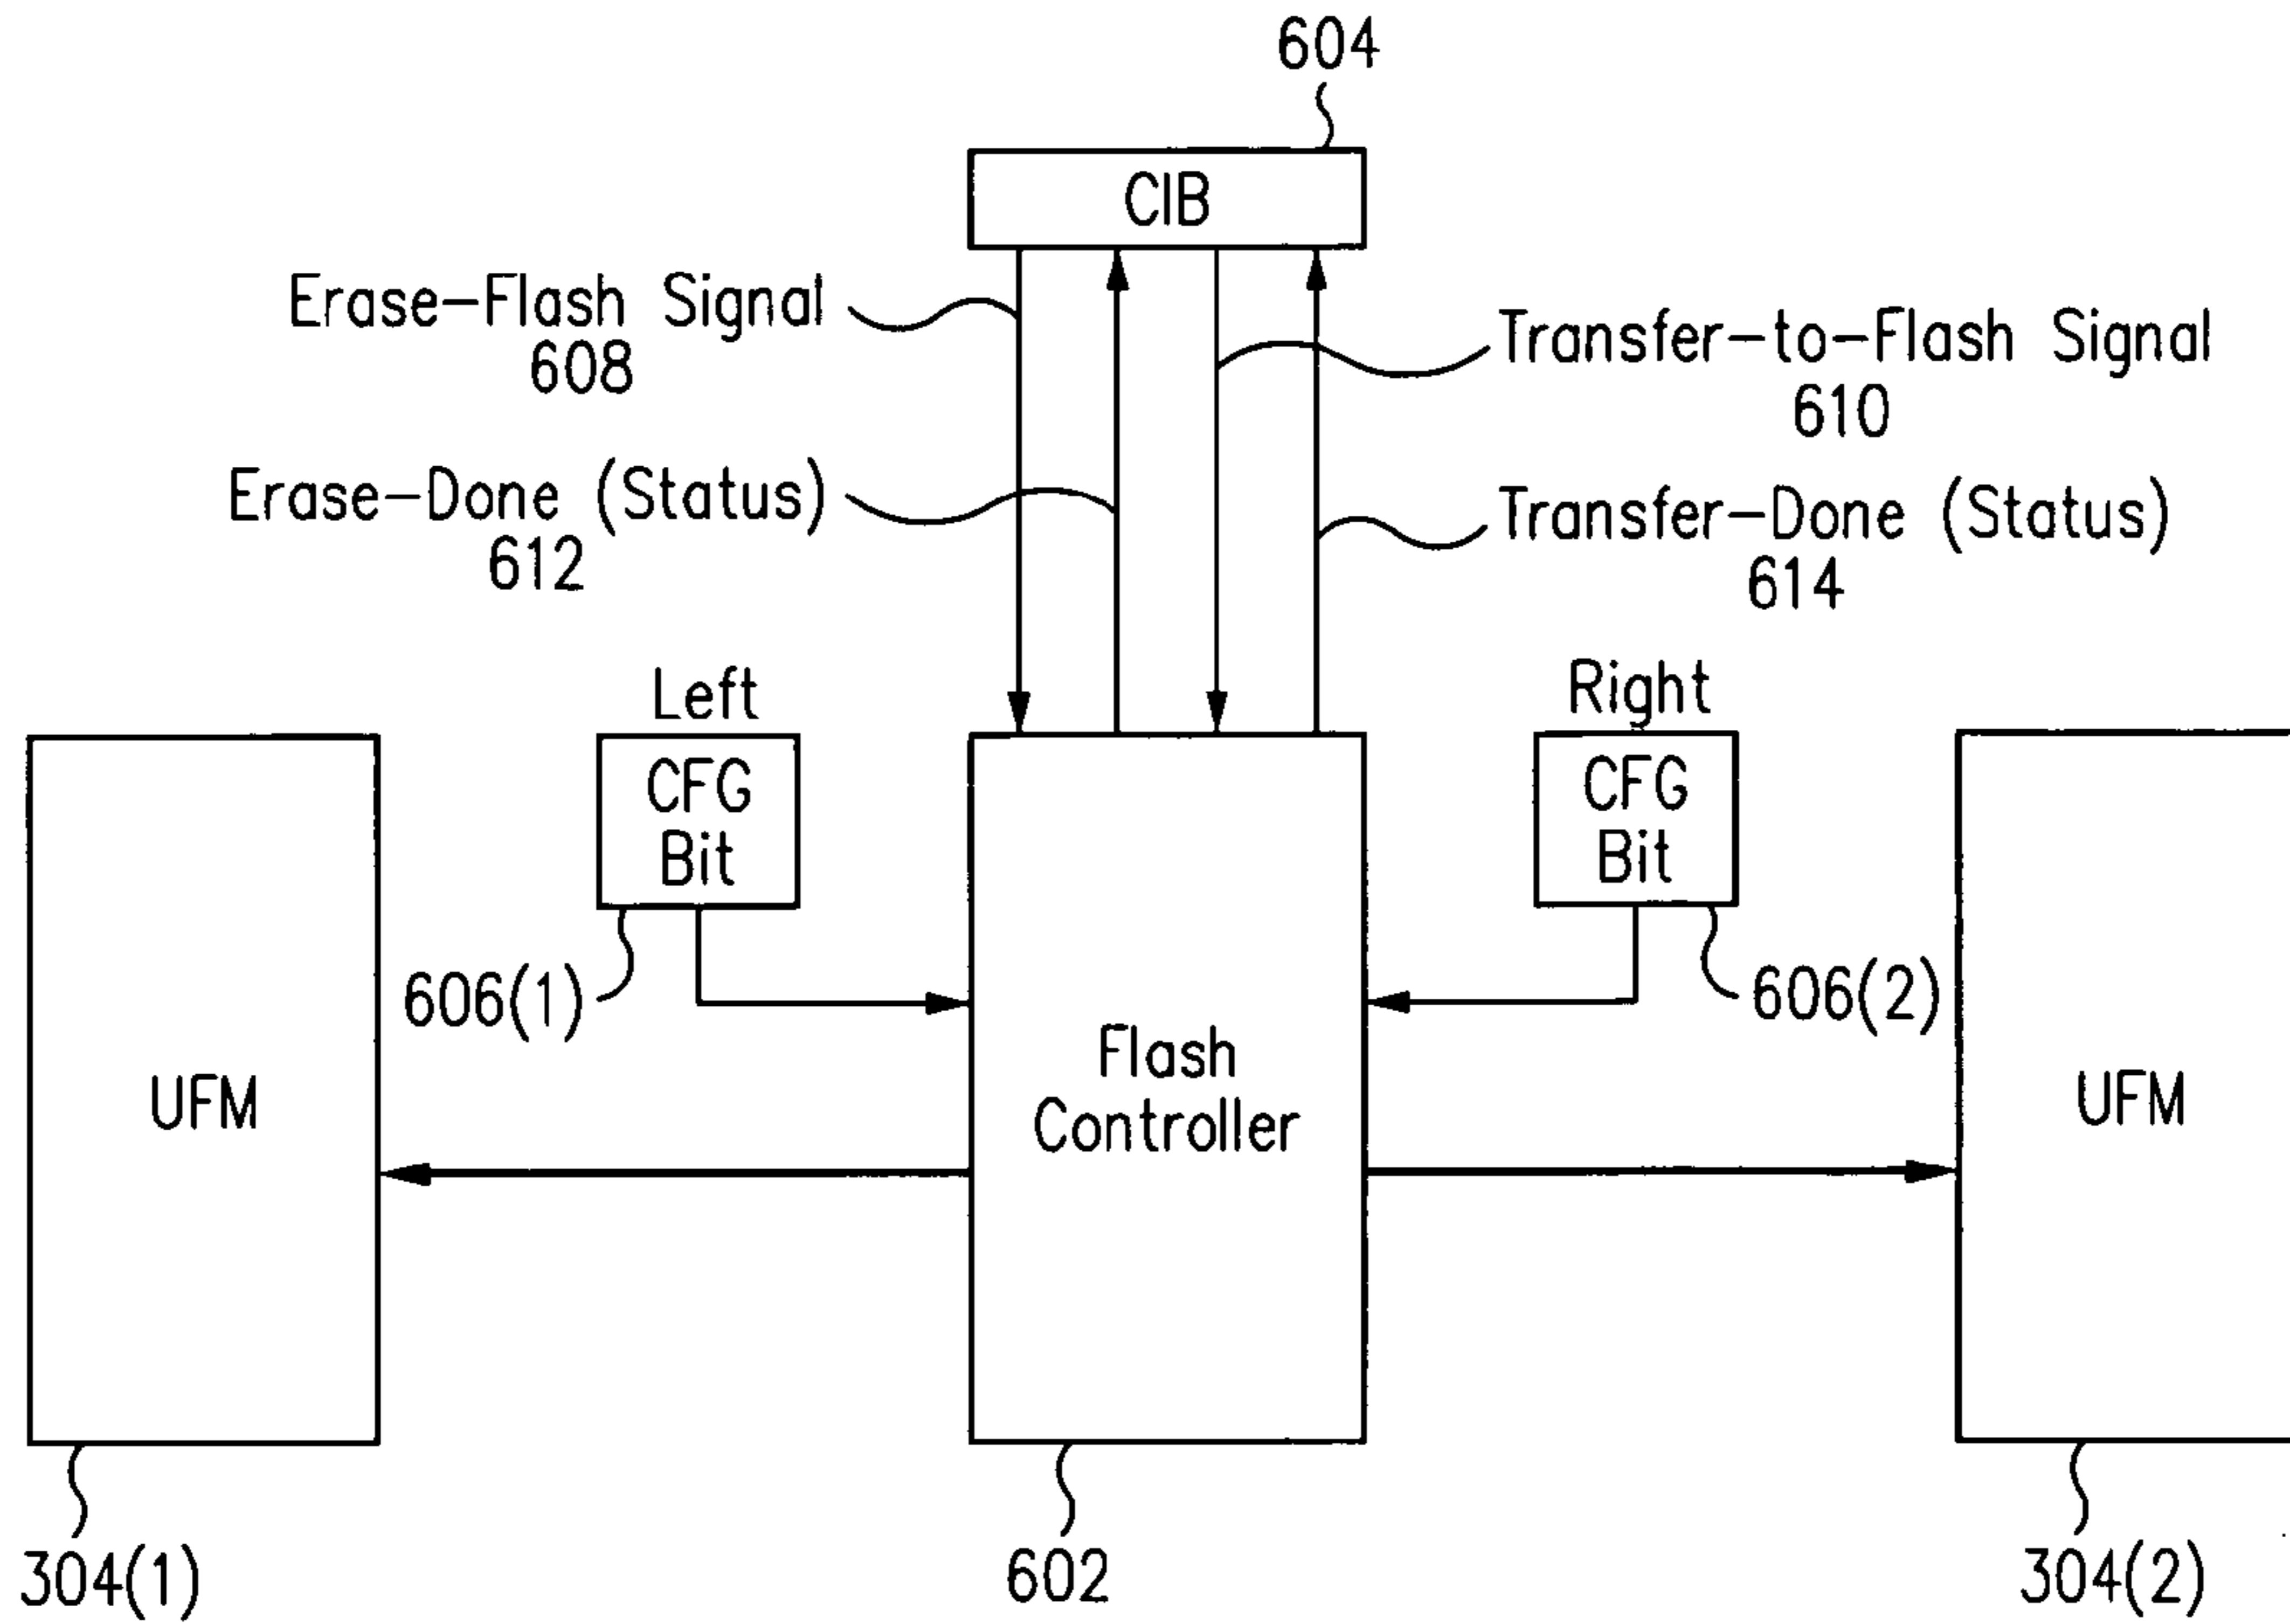 604
CIB
Erase-Flash Signal
608
Transfer-to-Flash Signal
610
Erase-Done (Status)
612
Transfer-Done (Status)
614
Left
Right
CFG
Bit
CFG
Bit
606(1)
606(2)
UFM
Flash
Controller
UFM
304(1)
602
304(2)